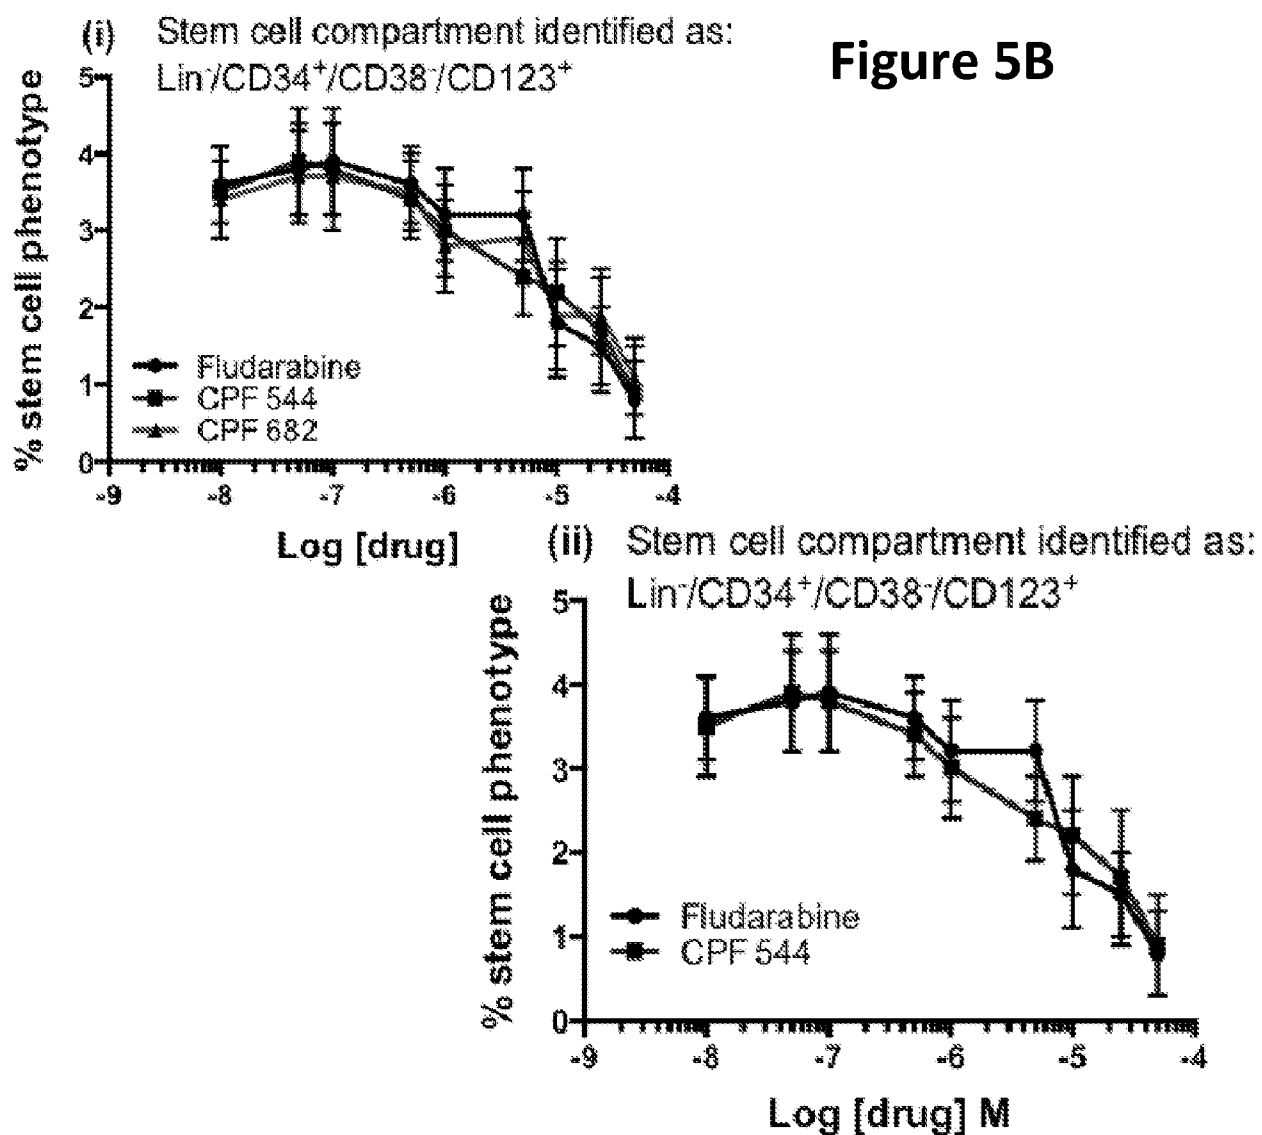 (i) Stem cell compartment identified as:
Lin⁻/CD34⁺/CD38⁻/CD123⁺
Figure 5B
% stem cell phenotype
5
4
3
2
1
0
Fludarabine
CPF 544
CPF 682
-9 -8 -7 -6 -5 -4
Log [drug]
(ii) Stem cell compartment identified as:
Lin⁻/CD34⁺/CD38⁻/CD123⁺
% stem cell phenotype
5
4
3
2
1
0
Fludarabine
CPF 544
-9 -8 -7 -6 -5 -4
Log [drug] M